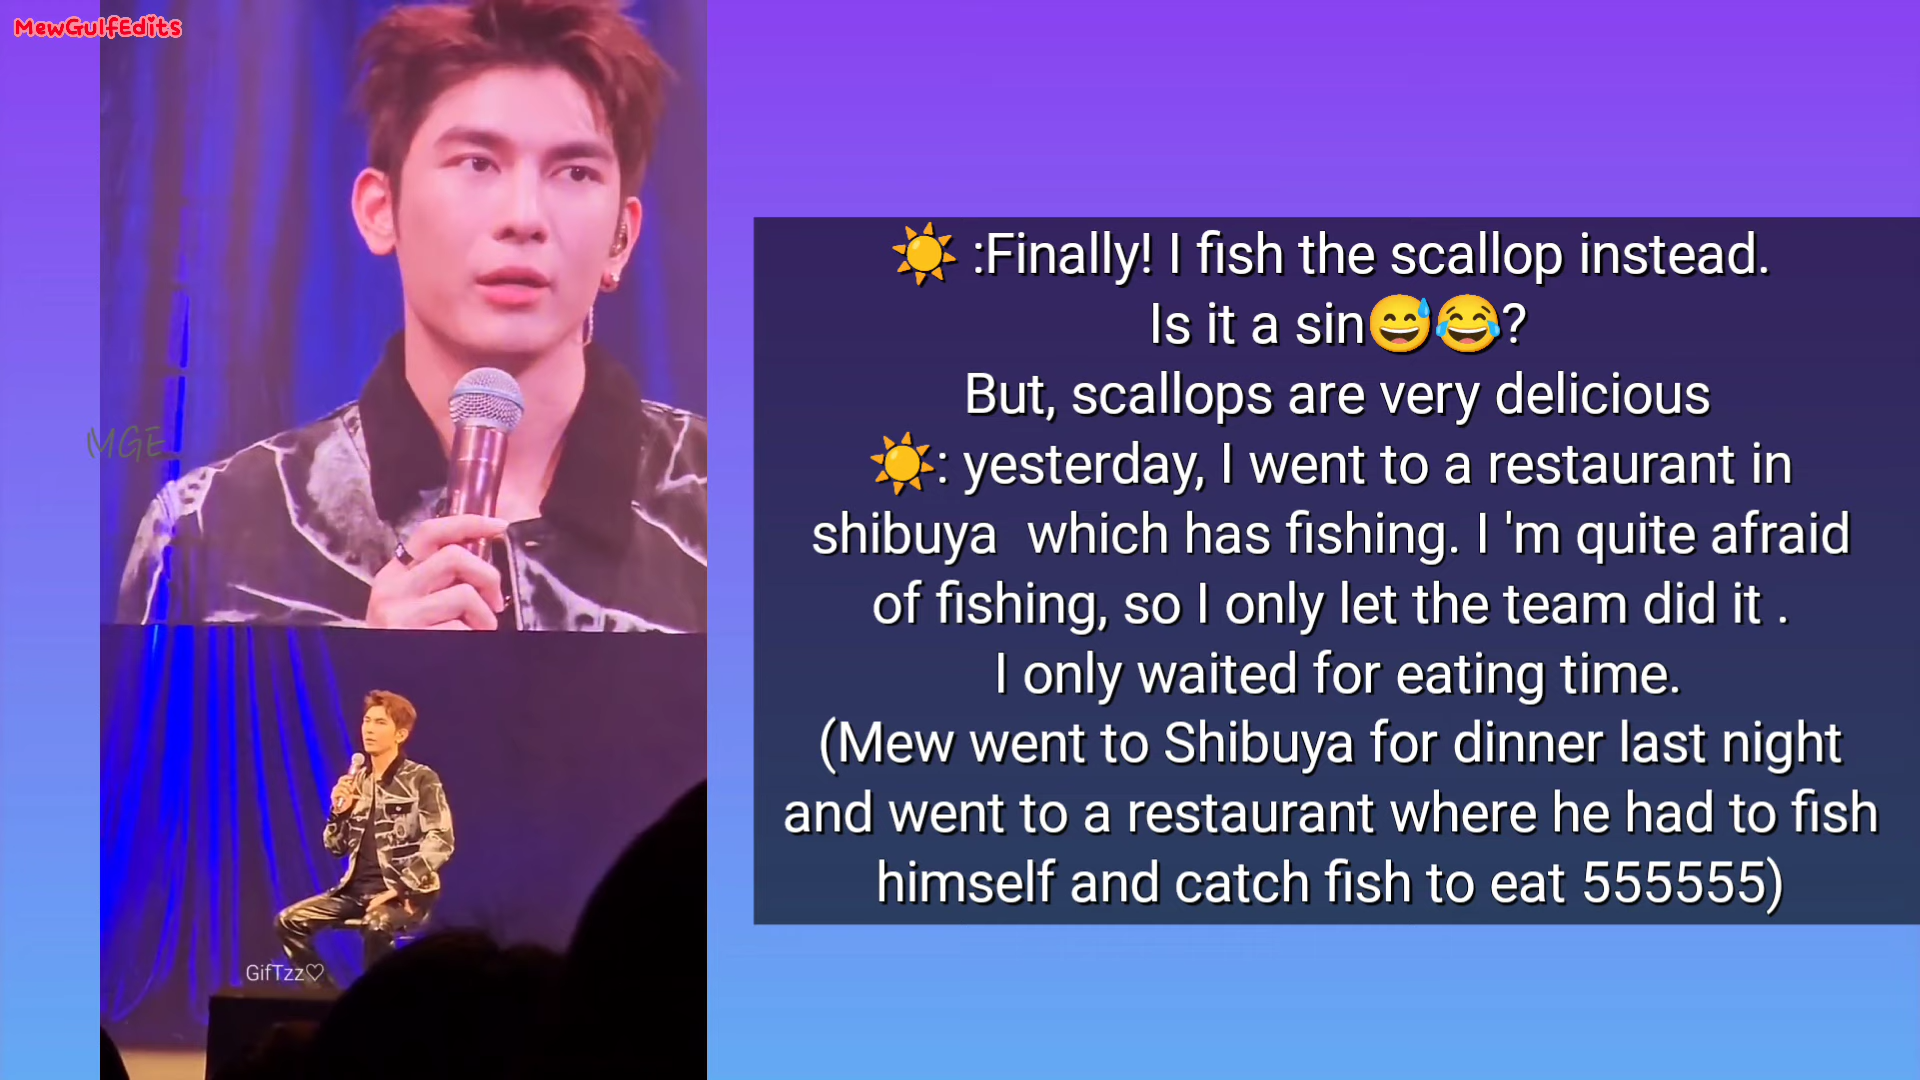 MewGulfEdits
MGE
GifTzz♡
☀️ :Finally! I fish the scallop instead.
Is it a sin😅😂?
But, scallops are very delicious
☀️: yesterday, I went to a restaurant in
shibuya  which has fishing. I 'm quite afraid
of fishing, so I only let the team did it .
I only waited for eating time.
(Mew went to Shibuya for dinner last night
and went to a restaurant where he had to fish
himself and catch fish to eat 555555)